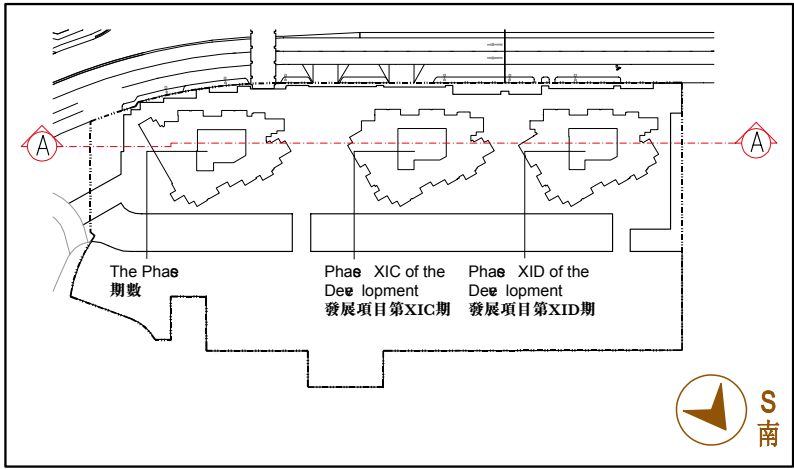 A
A
The Phase
期數
Phase XIC of the
Development
發展項目第XIC期
Phase XID of the
Development
發展項目第XID期
S
南